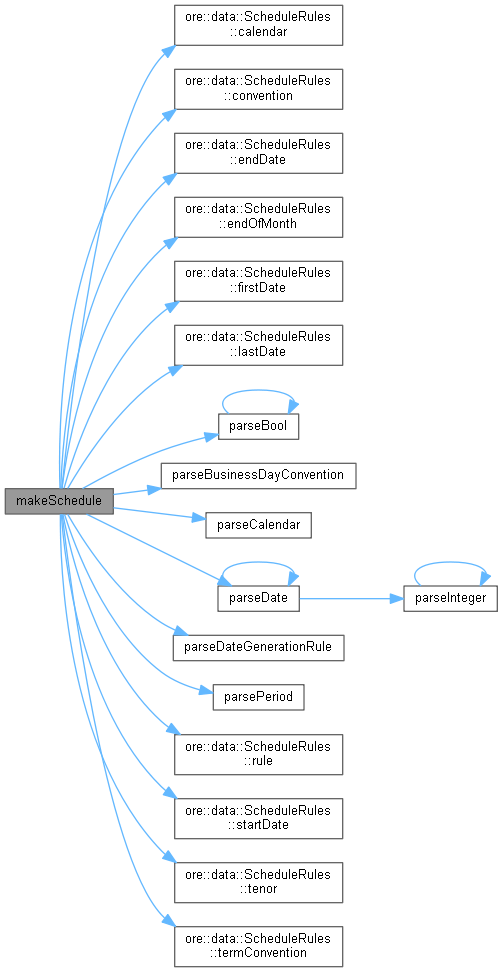 ore::data::ScheduleRules
::calendar
ore::data::ScheduleRules
::convention
ore::data::ScheduleRules
::endDate
ore::data::ScheduleRules
::endOfMonth
ore::data::ScheduleRules
::firstDate
ore::data::ScheduleRules
::lastDate
parseBool
parseBusinessDayConvention
makeSchedule
parseCalendar
parseDate
parseInteger
parseDateGenerationRule
parsePeriod
ore::data::ScheduleRules
::rule
ore::data::ScheduleRules
::startDate
ore::data::ScheduleRules
::tenor
ore::data::ScheduleRules
::termConvention